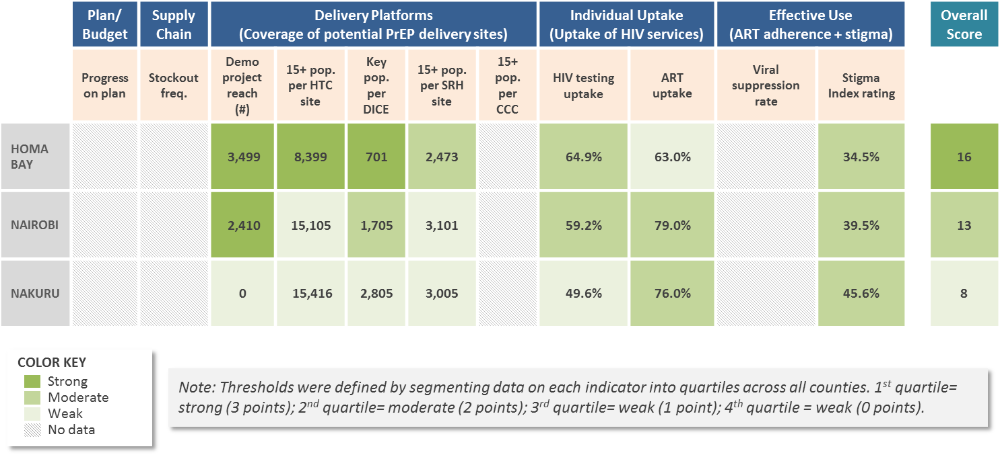 Plan/
Budget
Supply
Chain
Delivery Platforms
(Coverage of potential PrEP delivery sites)
Individual Uptake
(Uptake of HIV services)
Effective Use
(ART adherence + stigma)
Overall
Score
Progress
on plan
Stockout
freq.
Demo
project
reach
(#)
15+ pop.
per HTC
site
Key
pop.
per
DICE
15+ pop.
per SRH
site
15+
pop.
per
CCC
HIV testing
uptake
ART
uptake
Viral
suppression
rate
Stigma
Index rating
HOMA
BAY
3,499
8,399
701
2,473
64.9%
63.0%
34.5%
16
NAIROBI
2,410
15,105
1,705
3,101
59.2%
79.0%
39.5%
13
NAKURU
0
15,416
2,805
3,005
49.6%
76.0%
45.6%
8
COLOR KEY
Strong
Moderate
Weak
No data
Note: Thresholds were defined by segmenting data on each indicator into quartiles across all counties. 1st quartile=
strong (3 points); 2nd quartile= moderate (2 points); 3rd quartile= weak (1 point); 4th quartile = weak (0 points).